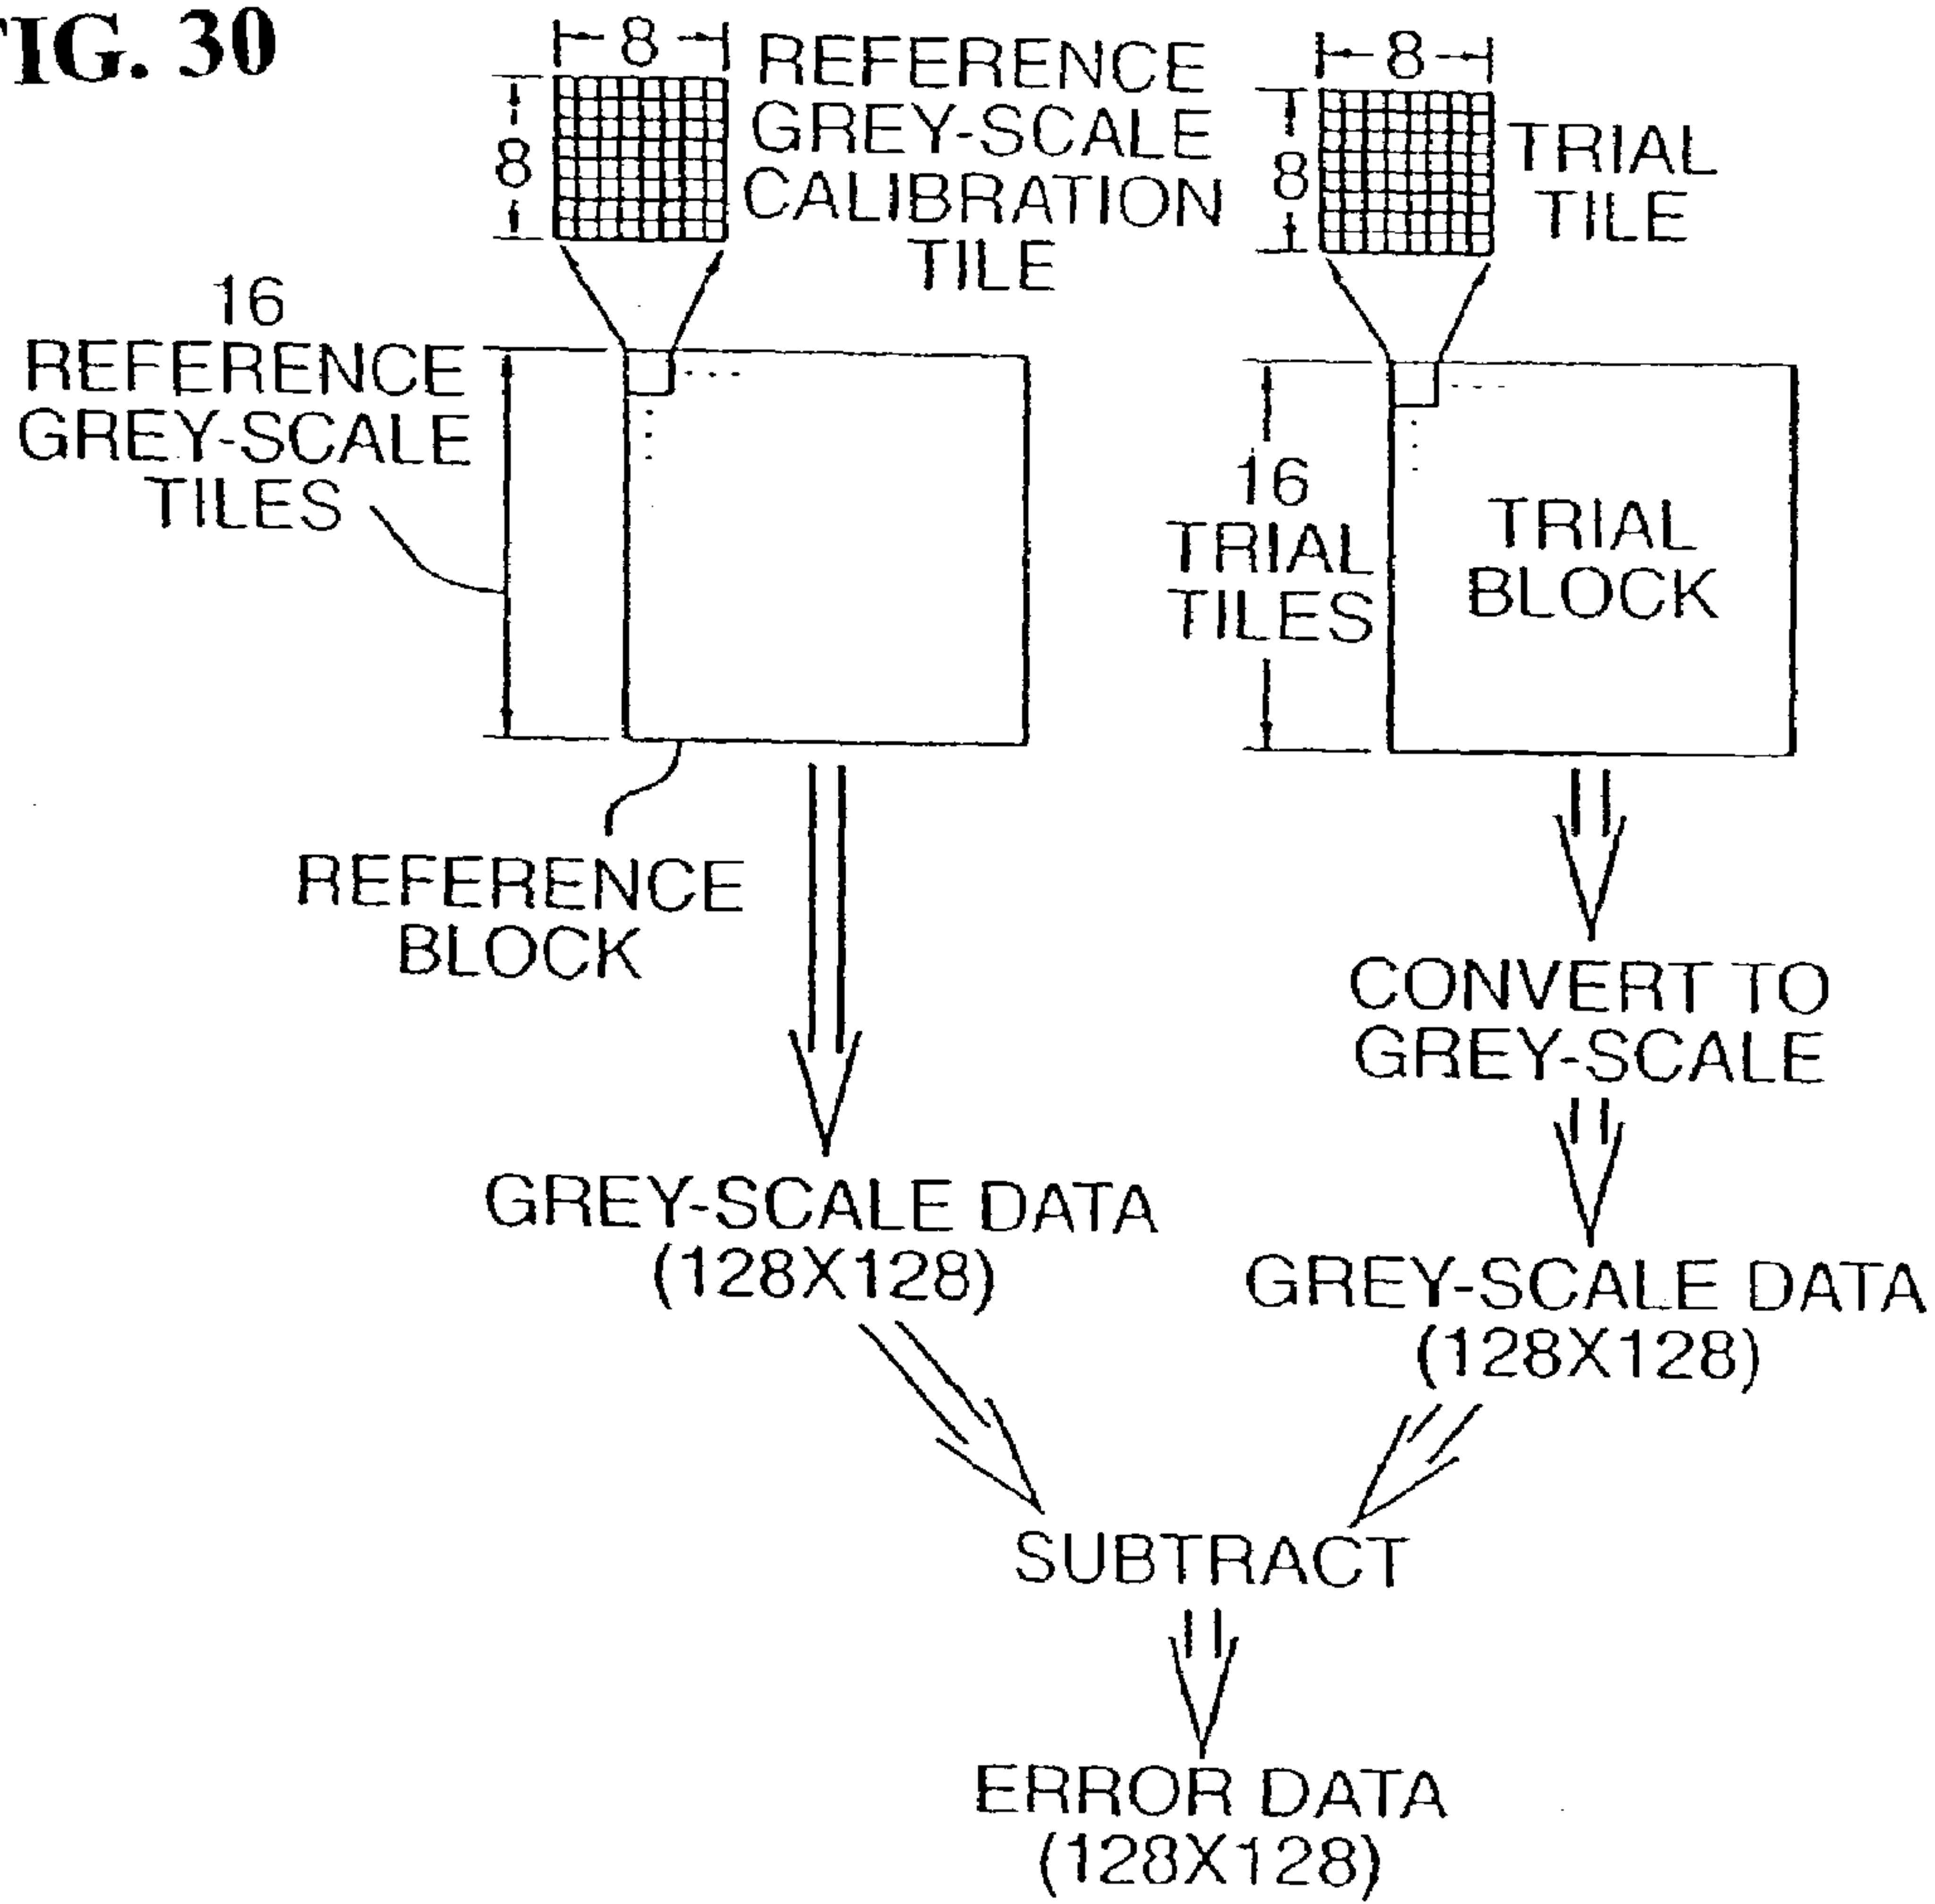 FIG. 30
8
8
REFERENCE
GREY-SCALE
CALIBRATION
TILE
8
8
TRIAL
TILE
16
REFERENCE
GREY-SCALE
TILES
16
TRIAL
TILES
TRIAL
BLOCK
REFERENCE
BLOCK
CONVERT TO
GREY-SCALE
GREY-SCALE DATA
(128X128)
GREY-SCALE DATA
(128X128)
SUBTRACT
ERROR DATA
(128X128)